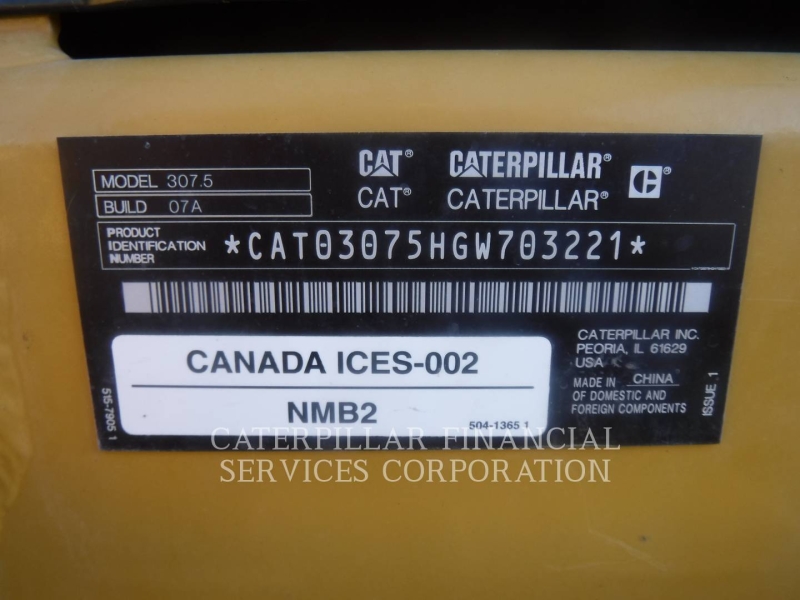 MODEL 307.5
BUILD 07A
CAT® CATERPILLAR® C®
CAT® CATERPILLAR®
PRODUCT IDENTIFICATION NUMBER
*CAT03075HGW703221*
CATERPILLAR INC.
PEORIA, IL 61629
USA
MADE IN CHINA
OF DOMESTIC AND
FOREIGN COMPONENTS
ISSUE 1
515-7905 1
CANADA ICES-002
NMB2
504-1365 1
CATERPILLAR FINANCIAL
SERVICES CORPORATION